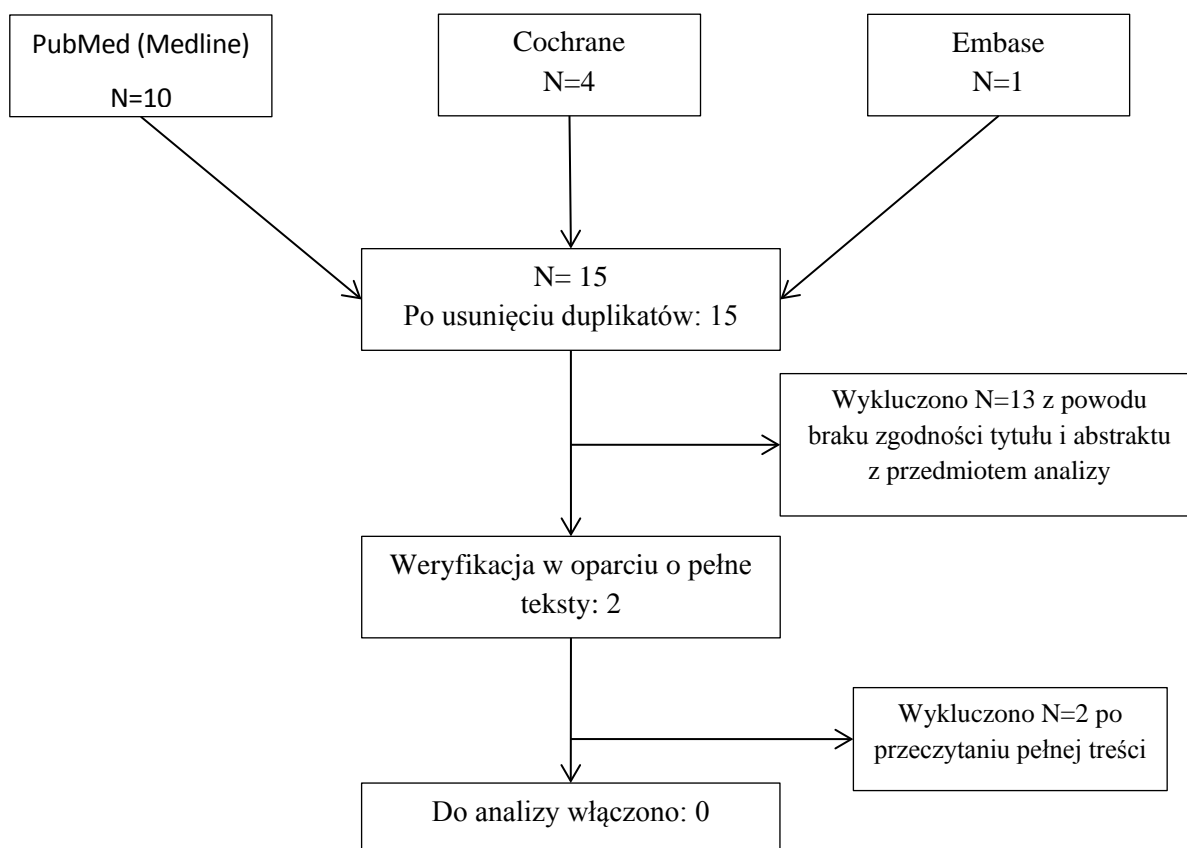 PubMed (Medline)
N=10
Cochrane
N=4
Embase
N=1
N= 15
Po usunięciu duplikatów: 15
Wykluczono N=13 z powodu
braku zgodności tytułu i abstraktu
z przedmiotem analizy
Weryfikacja w oparciu o pełne
teksty: 2
Wykluczono N=2 po
przeczytaniu pełnej treści
Do analizy włączono: 0